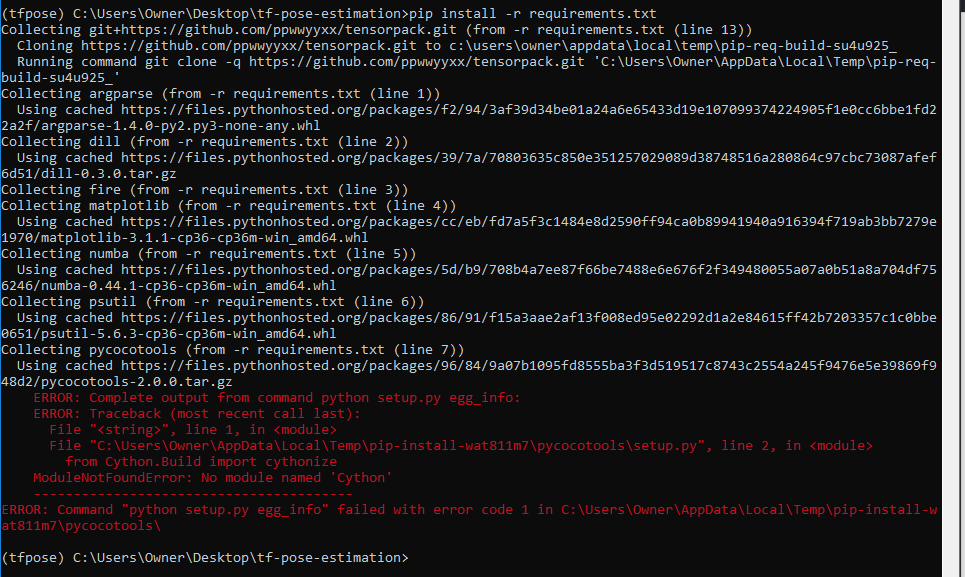 (tfpose) C:\Users\Owner\Desktop\tf-pose-estimation>pip install -r requirements.txt
Collecting git+https://github.com/ppwwyyxx/tensorpack.git (from -r requirements.txt (line 13))
  Cloning https://github.com/ppwwyyxx/tensorpack.git to c:\users\owner\appdata\local\temp\pip-req-build-su4u925_
  Running command git clone -q https://github.com/ppwwyyxx/tensorpack.git 'C:\Users\Owner\AppData\Local\Temp\pip-req-
build-su4u925_'
Collecting argparse (from -r requirements.txt (line 1))
  Using cached https://files.pythonhosted.org/packages/f2/94/3af39d34be01a24a6e65433d19e107099374224905f1e0cc6bbe1fd2
2a2f/argparse-1.4.0-py2.py3-none-any.whl
Collecting dill (from -r requirements.txt (line 2))
  Using cached https://files.pythonhosted.org/packages/39/7a/70803635c850e351257029089d38748516a280864c97cbc73087afef
6d51/dill-0.3.0.tar.gz
Collecting fire (from -r requirements.txt (line 3))
Collecting matplotlib (from -r requirements.txt (line 4))
  Using cached https://files.pythonhosted.org/packages/cc/eb/fd7a5f3c1484e8d2590ff94ca0b89941940a916394f719ab3bb7279e
1970/matplotlib-3.1.1-cp36-cp36m-win_amd64.whl
Collecting numba (from -r requirements.txt (line 5))
  Using cached https://files.pythonhosted.org/packages/5d/b9/708b4a7ee87f66be7488e6e676f2f349480055a07a0b51a8a704df75
6246/numba-0.44.1-cp36-cp36m-win_amd64.whl
Collecting psutil (from -r requirements.txt (line 6))
  Using cached https://files.pythonhosted.org/packages/86/91/f15a3aae2af13f008ed95e02292d1a2e84615ff42b7203357c1c0bbe
0651/psutil-5.6.3-cp36-cp36m-win_amd64.whl
Collecting pycocotools (from -r requirements.txt (line 7))
  Using cached https://files.pythonhosted.org/packages/96/84/9a07b1095fd8555ba3f3d519517c8743c2554a245f9476e5e39869f9
48d2/pycocotools-2.0.0.tar.gz
    ERROR: Complete output from command python setup.py egg_info:
    ERROR: Traceback (most recent call last):
      File "<string>", line 1, in <module>
      File "C:\Users\Owner\AppData\Local\Temp\pip-install-wat811m7\pycocotools\setup.py", line 2, in <module>
        from Cython.Build import cythonize
    ModuleNotFoundError: No module named 'Cython'
    ----------------------------------------
ERROR: Command "python setup.py egg_info" failed with error code 1 in C:\Users\Owner\AppData\Local\Temp\pip-install-w
at811m7\pycocotools\
(tfpose) C:\Users\Owner\Desktop\tf-pose-estimation>